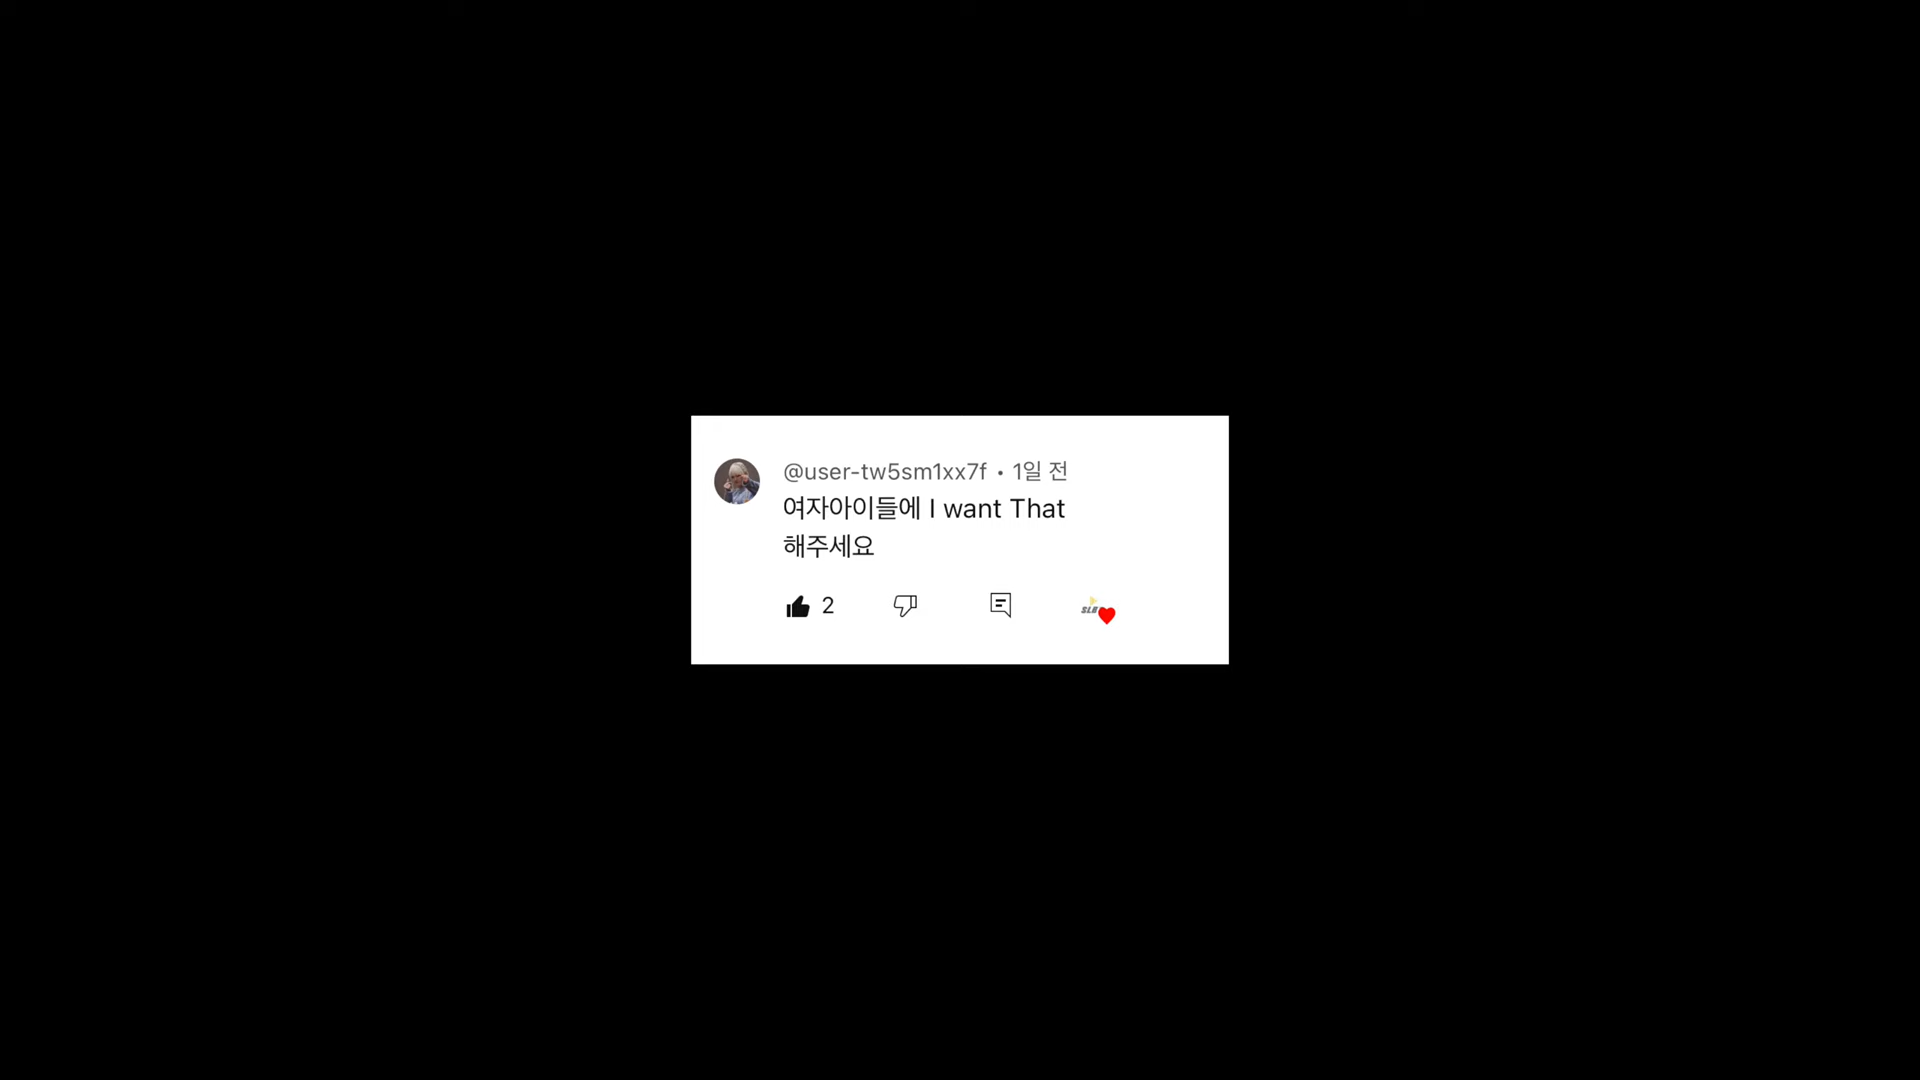 @user-tw5sm1xx7f • 1일 전
여자아이들에 I want That
해주세요
2